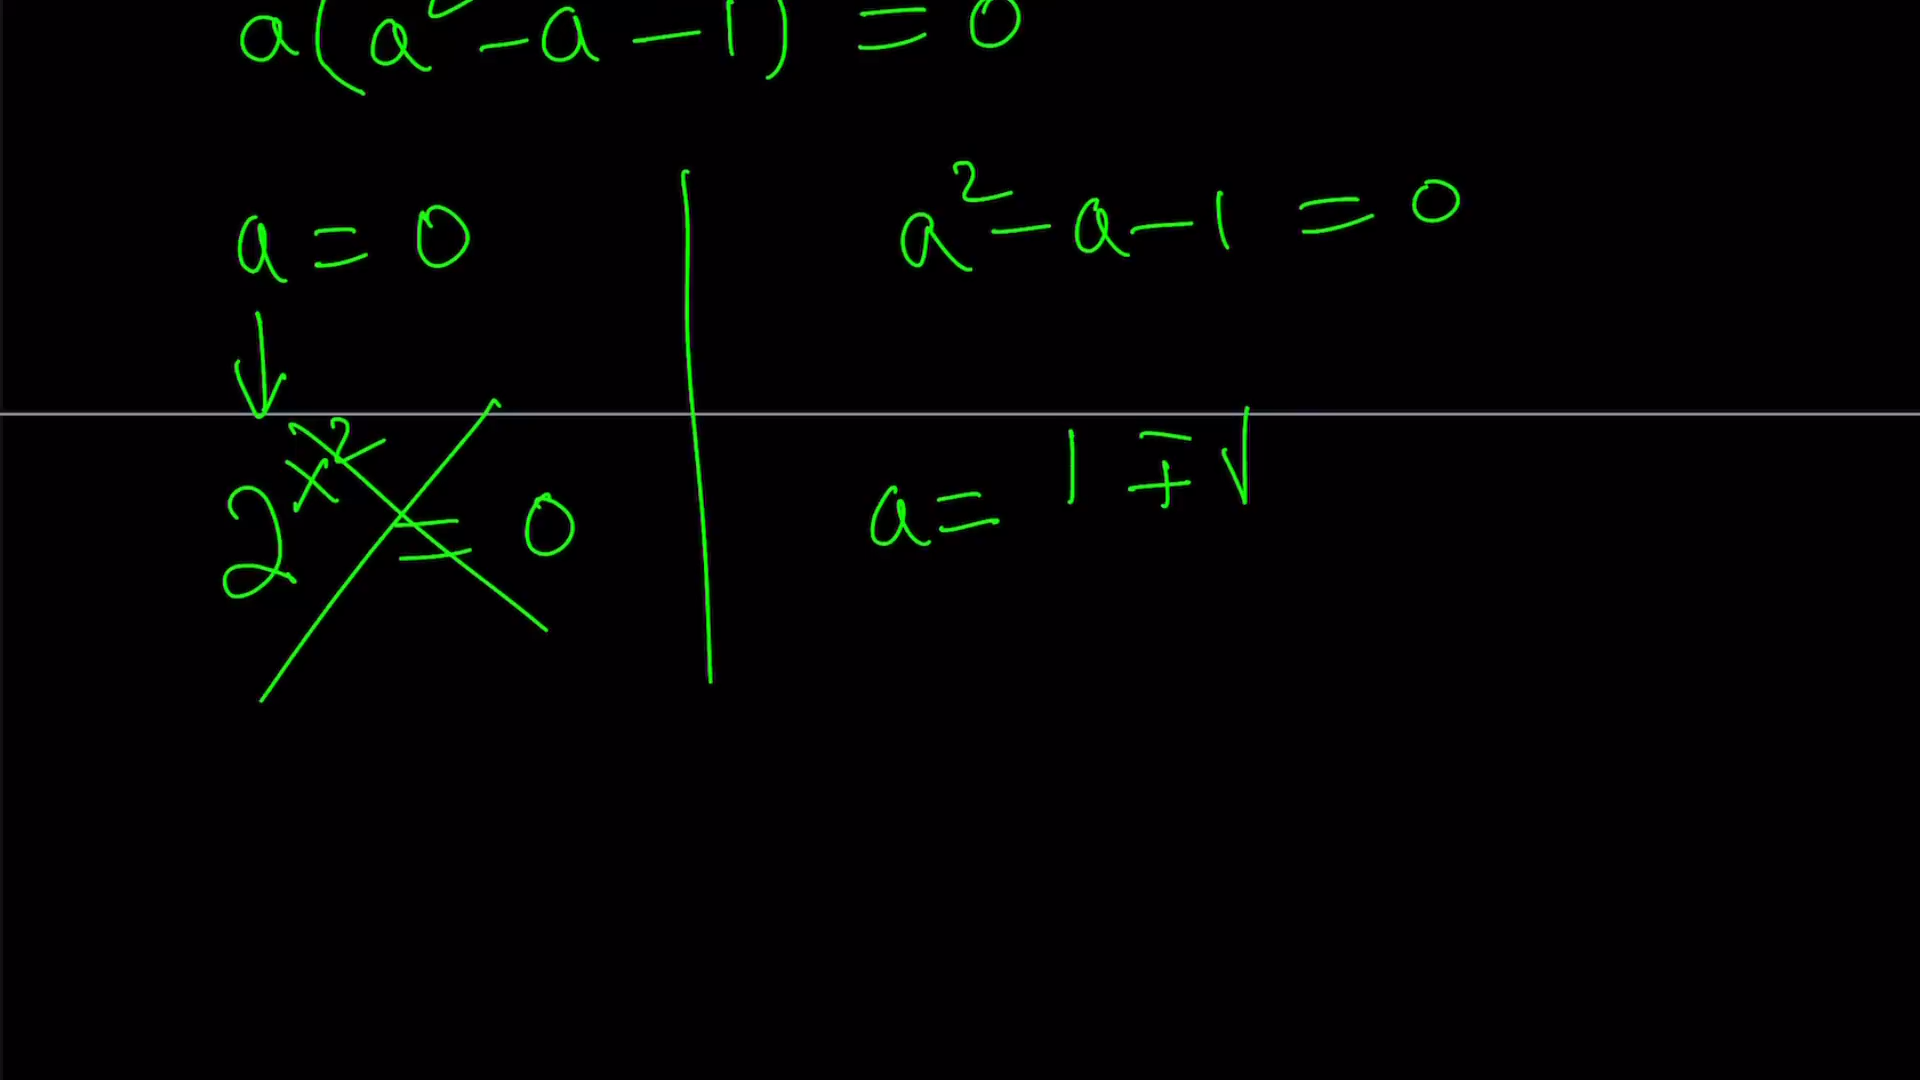 a(a² - a - 1) = 0
a = 0
a² - a - 1 = 0
2^x² = 0
a = 1 ∓ √